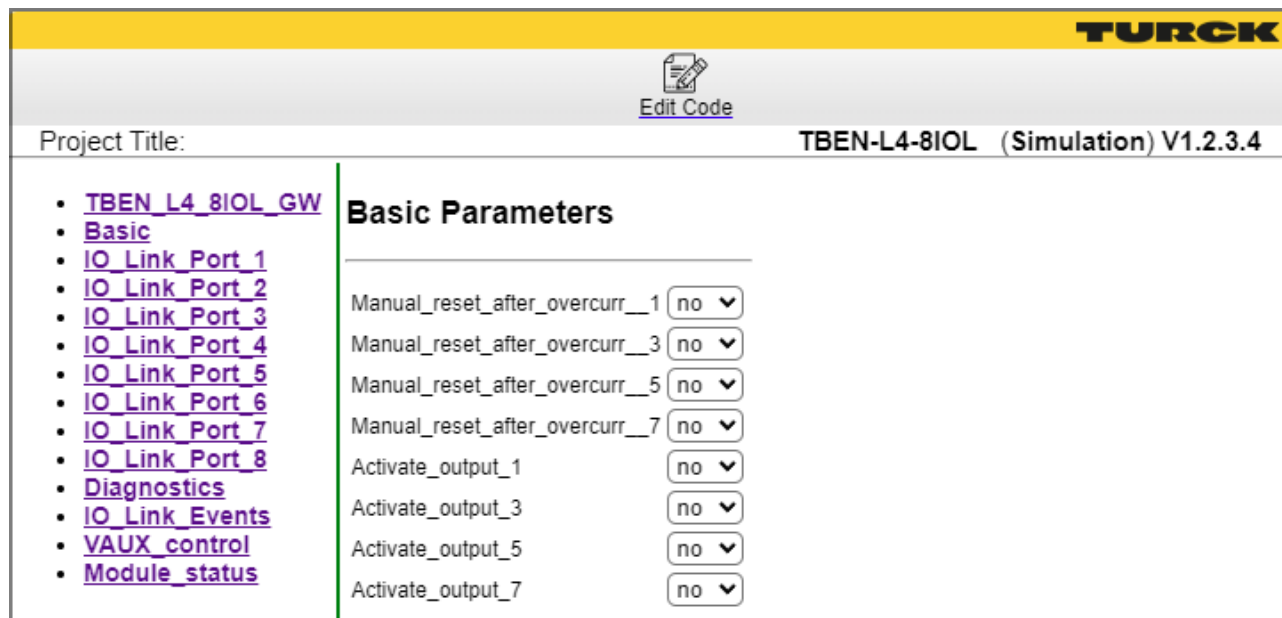 TURCK
Edit Code
Project Title:
TBEN-L4-8IOL (Simulation) V1.2.3.4
TBEN_L4_8IOL_GW
Basic
IO_Link_Port_1
IO_Link_Port_2
IO_Link_Port_3
IO_Link_Port_4
IO_Link_Port_5
IO_Link_Port_6
IO_Link_Port_7
IO_Link_Port_8
Diagnostics
IO_Link_Events
VAUX_control
Module_status
Basic Parameters
Manual_reset_after_overcurr__1 no
Manual_reset_after_overcurr__3 no
Manual_reset_after_overcurr__5 no
Manual_reset_after_overcurr__7 no
Activate_output_1 no
Activate_output_3 no
Activate_output_5 no
Activate_output_7 no